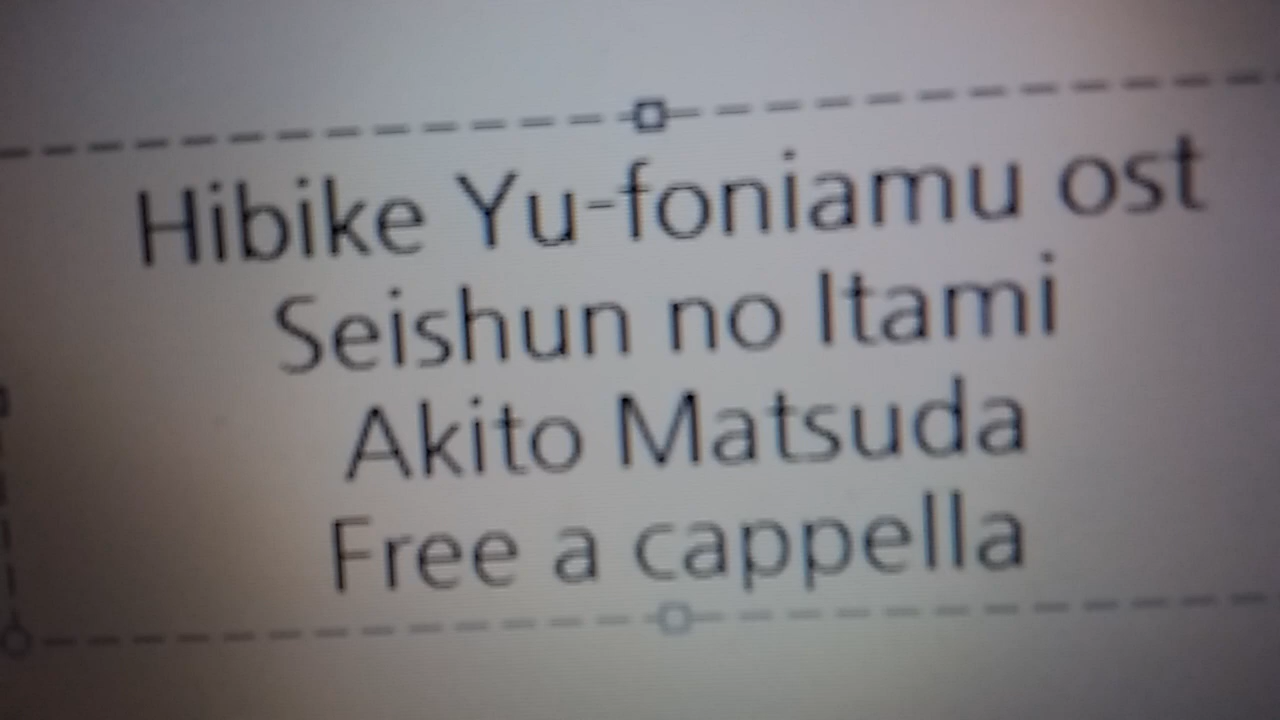 Hibike Yu-foniamu ost
Seishun no Itami
Akito Matsuda
Free a cappella